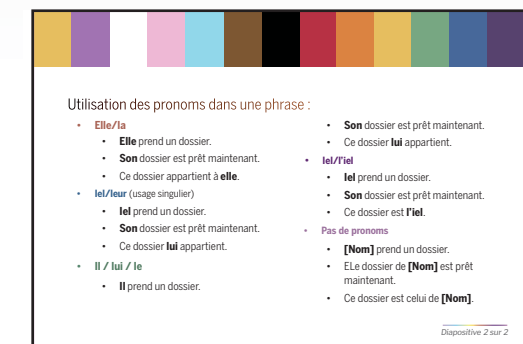 Utilisation des pronoms dans une phrase :
• Elle/la
• Elle prend un dossier.
• Son dossier est prêt maintenant.
• Ce dossier appartient à elle.
• Iel/leur (usage singulier)
• Iel prend un dossier.
• Son dossier est prêt maintenant.
• Ce dossier lui appartient.
• Il / lui / le
• Il prend un dossier.
• Son dossier est prêt maintenant.
• Ce dossier lui appartient.
• Iel/l'iel
• Iel prend un dossier.
• Son dossier est prêt maintenant.
• Ce dossier est l'iel.
• Pas de pronoms
• [Nom] prend un dossier.
• ELe dossier de [Nom] est prêt
maintenant.
• Ce dossier est celui de [Nom].
Diapositive 2 sur 2